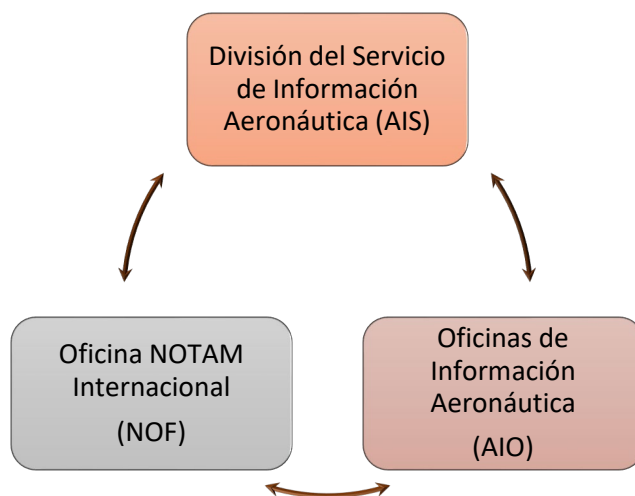 División del Servicio
de Información
Aeronáutica (AIS)
Oficina NOTAM
Internacional
(NOF)
Oficinas de
Información
Aeronáutica
(AIO)